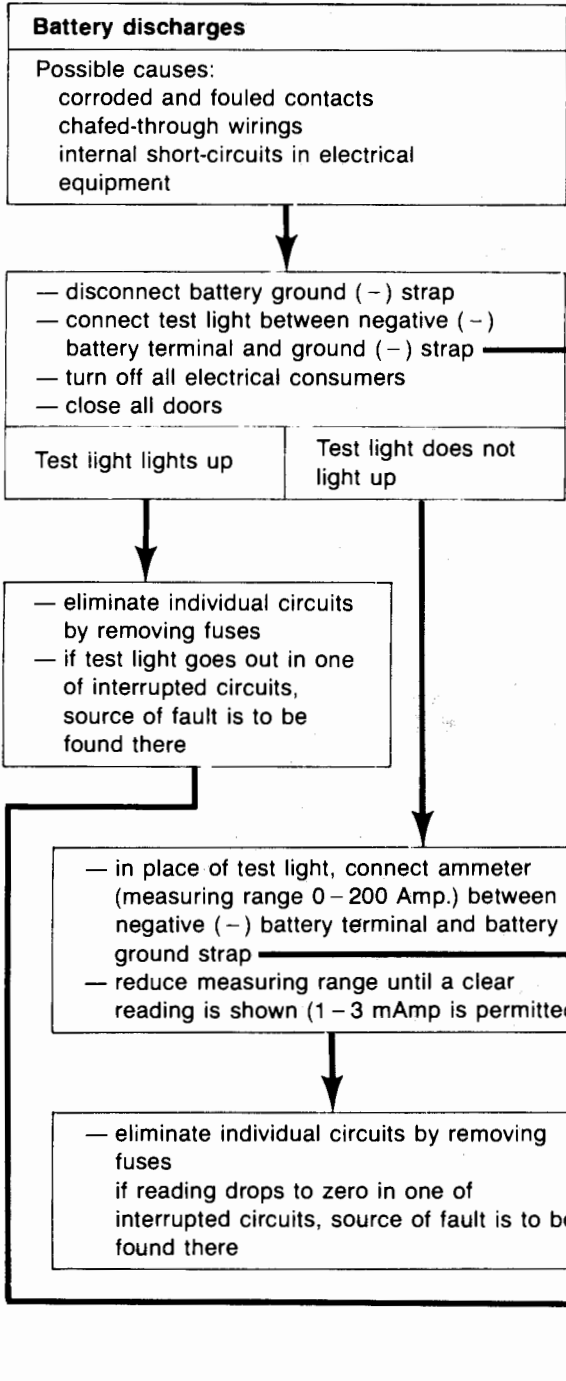 Battery discharges
Possible causes:
corroded and fouled contacts
chafed-through wirings
internal short-circuits in electrical
equipment
— disconnect battery ground (−) strap
— connect test light between negative (−)
battery terminal and ground (−) strap
— turn off all electrical consumers
— close all doors
Test light lights up
Test light does not
light up
— eliminate individual circuits
by removing fuses
— if test light goes out in one
of interrupted circuits,
source of fault is to be
found there
— in place of test light, connect ammeter
(measuring range 0 – 200 Amp.) between
negative (−) battery terminal and battery
ground strap
— reduce measuring range until a clear
reading is shown (1 – 3 mAmp is permitted
— eliminate individual circuits by removing
fuses
if reading drops to zero in one of
interrupted circuits, source of fault is to be
found there